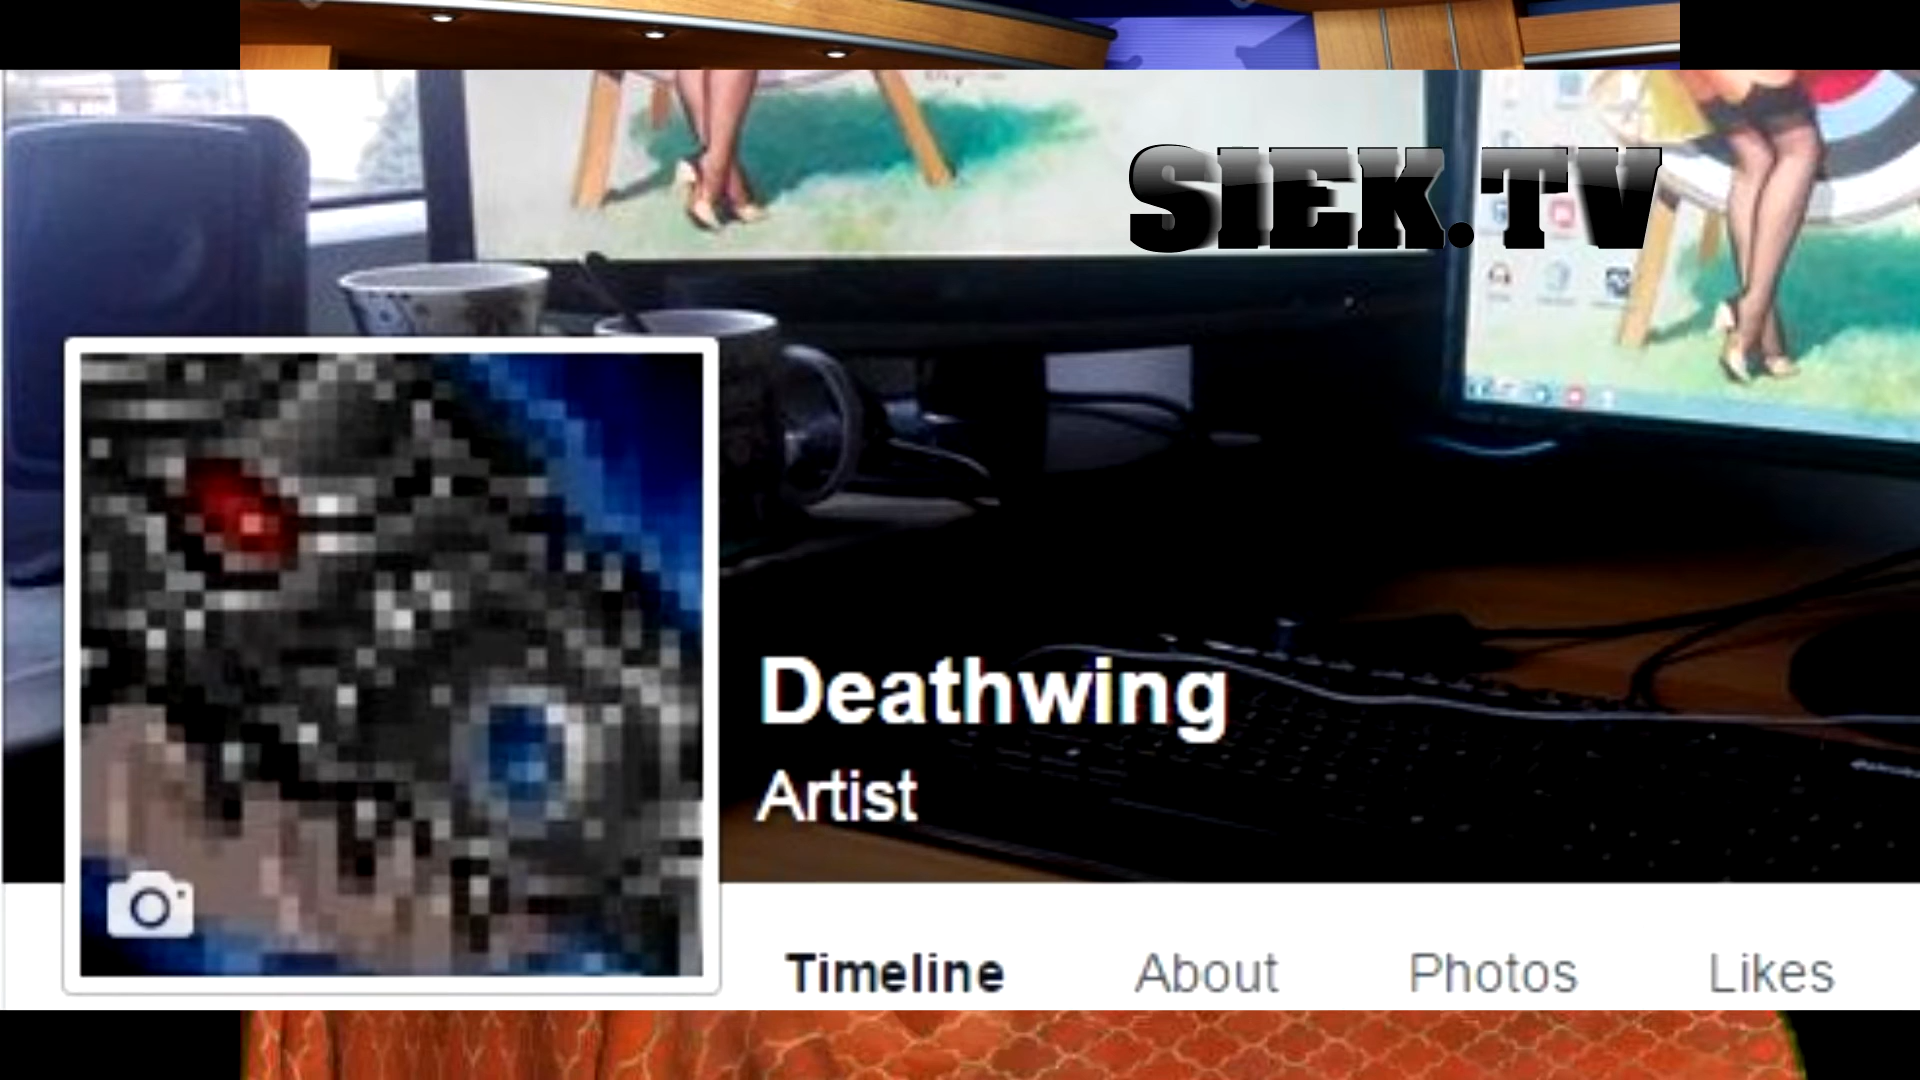 SIEK.TV
Deathwing
Artist
Timeline
About
Photos
Likes